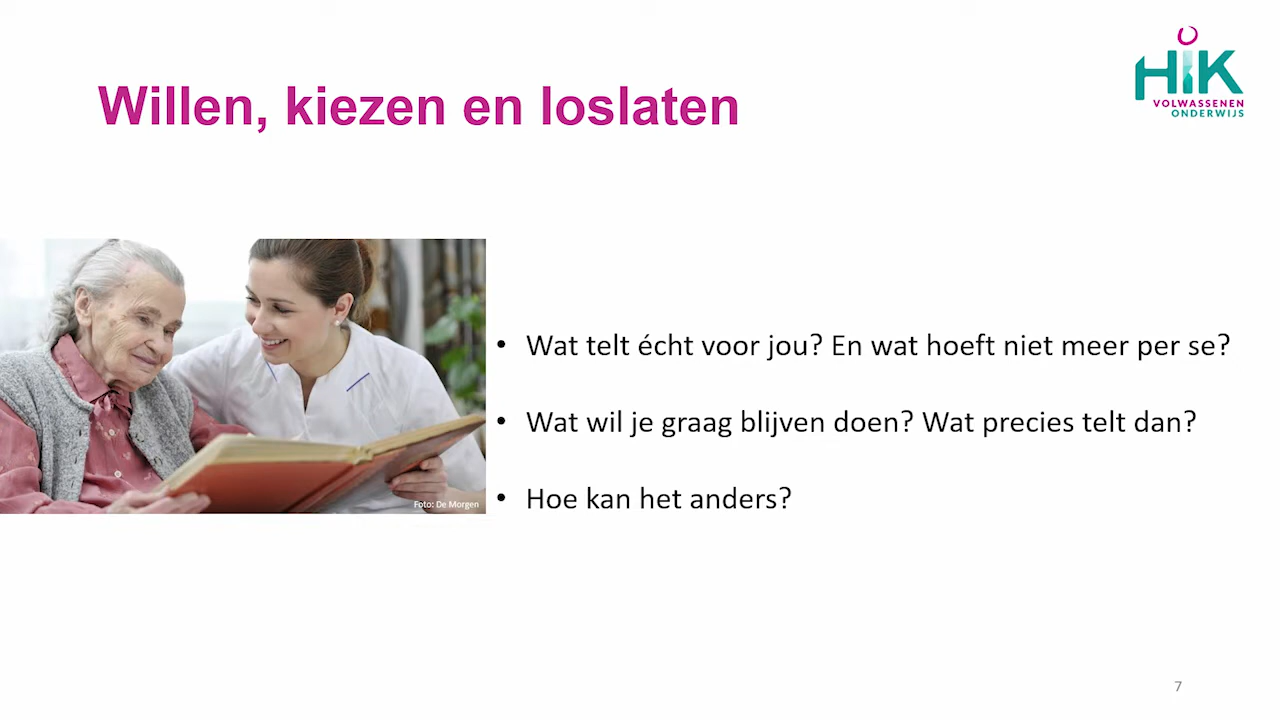 HiK
VOLWASSENEN
ONDERWIJS
Willen, kiezen en loslaten
• Wat telt écht voor jou? En wat hoeft niet meer per se?
• Wat wil je graag blijven doen? Wat precies telt dan?
• Hoe kan het anders?
Foto: De Morgen
7